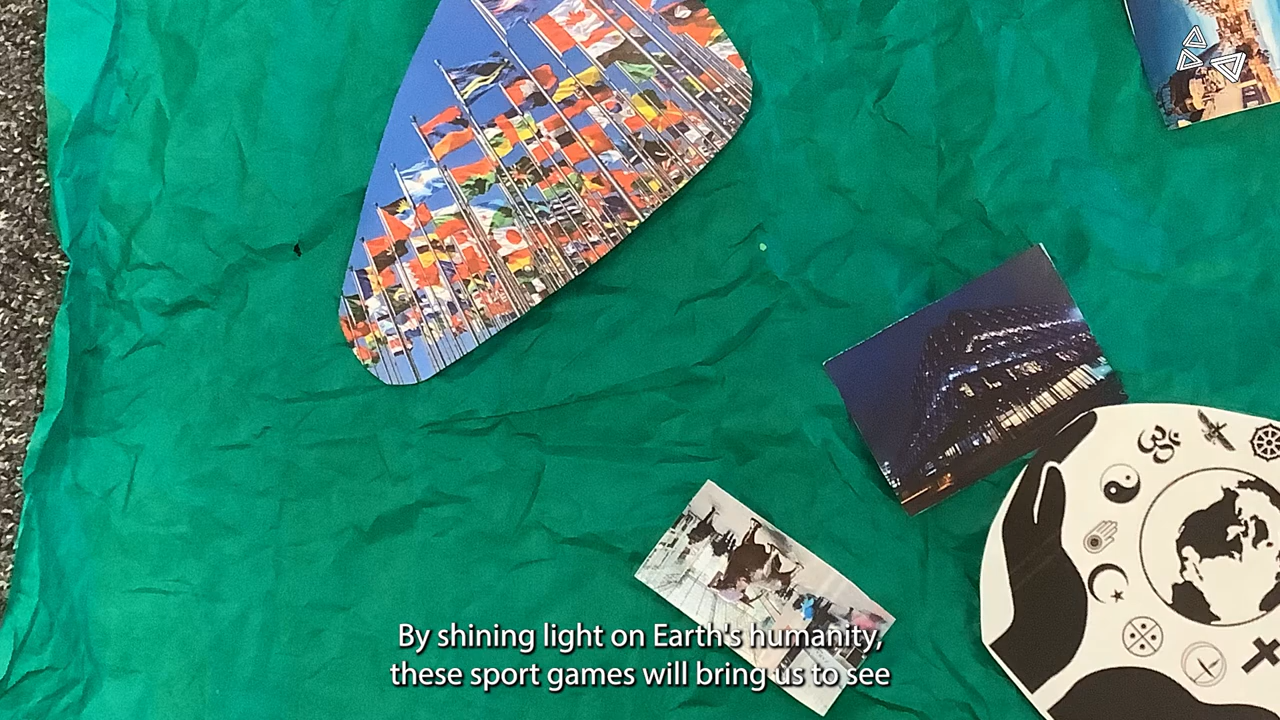 By shining light on Earth's humanity,
these sport games will bring us to see